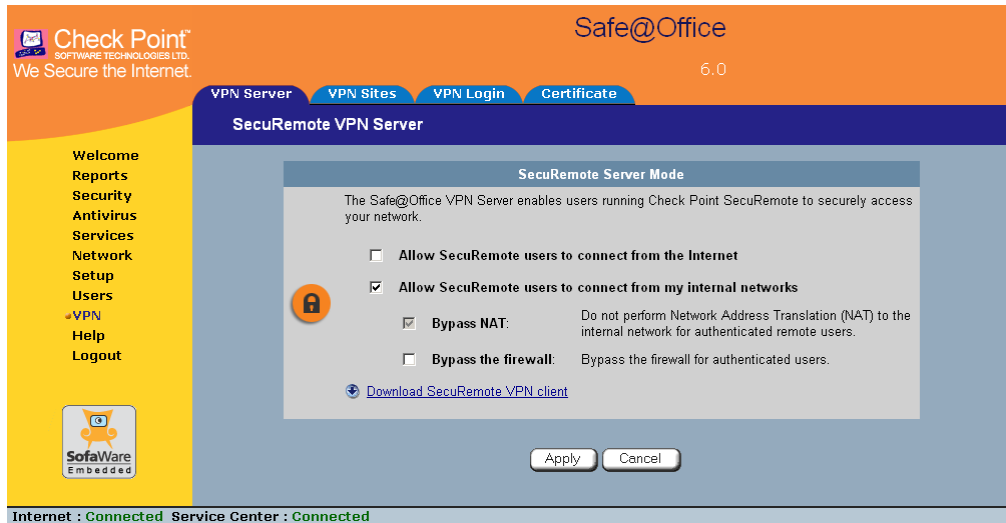 Check Point™
SOFTWARE TECHNOLOGIES LTD.
We Secure the Internet.
Safe@Office
6.0
VPN Server
VPN Sites
VPN Login
Certificate
SecuRemote VPN Server
Welcome
Reports
Security
Antivirus
Services
Network
Setup
Users
VPN
Help
Logout
SofaWare
Embedded
SecuRemote Server Mode
The Safe@Office VPN Server enables users running Check Point SecuRemote to securely access
your network.
Allow SecuRemote users to connect from the Internet
Allow SecuRemote users to connect from my internal networks
Bypass NAT:
Do not perform Network Address Translation (NAT) to the
internal network for authenticated remote users.
Bypass the firewall:
Bypass the firewall for authenticated users.
Download SecuRemote VPN client
Apply
Cancel
Internet : Connected Service Center : Connected